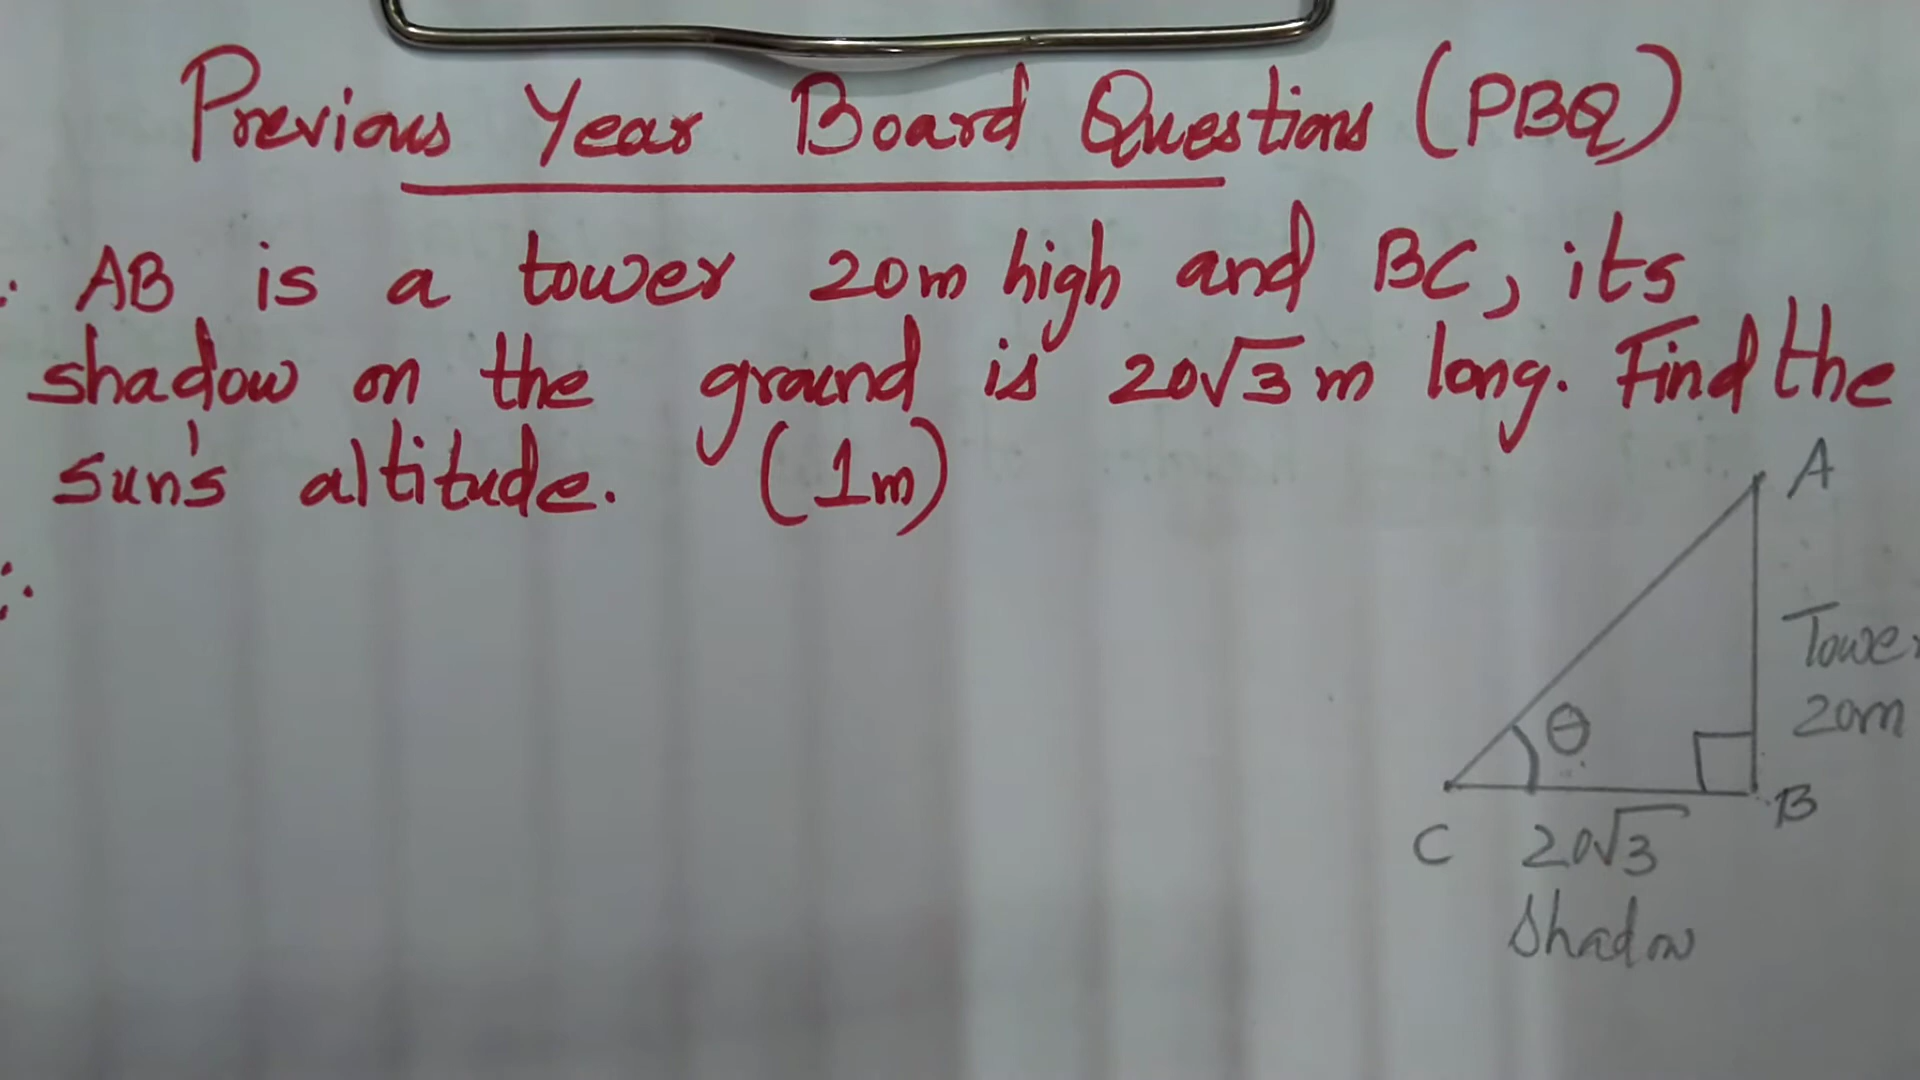 Previous Year Board Questions (PBQ)
AB is a tower 20m high and BC, its
shadow on the ground is 20√3 m long. Find the
sun's altitude. (1m)
A
Tower
20m
θ
B
C 20√3
Shadow